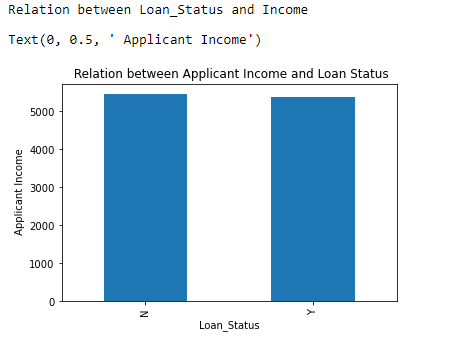 Relation between Loan_Status and Income
Text(0, 0.5, ' Applicant Income')
Relation between Applicant Income and Loan Status
5000
4000
3000
2000
1000
0
Applicant Income
N
Y
Loan_Status